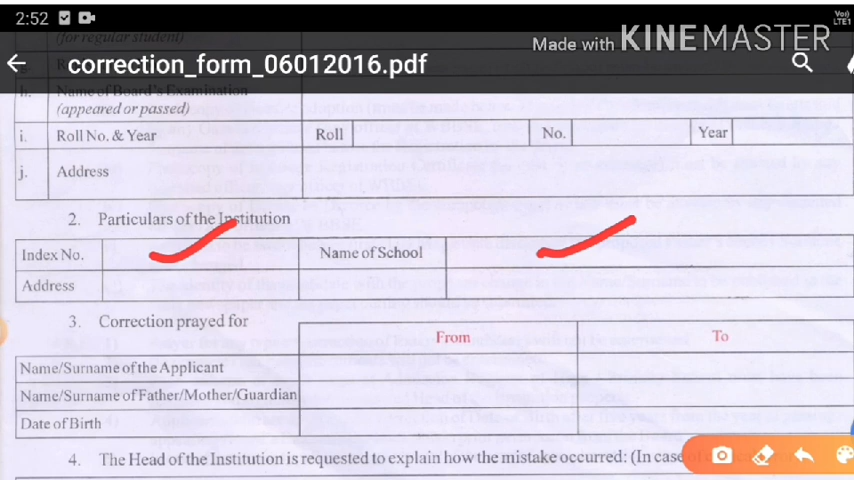 2:52
Vo))
LTE1
Made with KINEMASTER
(for regular student)
correction_form_06012016.pdf
h. Name of Board's Examination
(appeared or passed)
i. Roll No. & Year Roll No. Year
j. Address
2. Particulars of the Institution
Index No. Name of School
Address
3. Correction prayed for
From To
Name/Surname of the Applicant
Name/Surname of Father/Mother/Guardian
Date of Birth
4. The Head of the Institution is requested to explain how the mistake occurred: (In case of